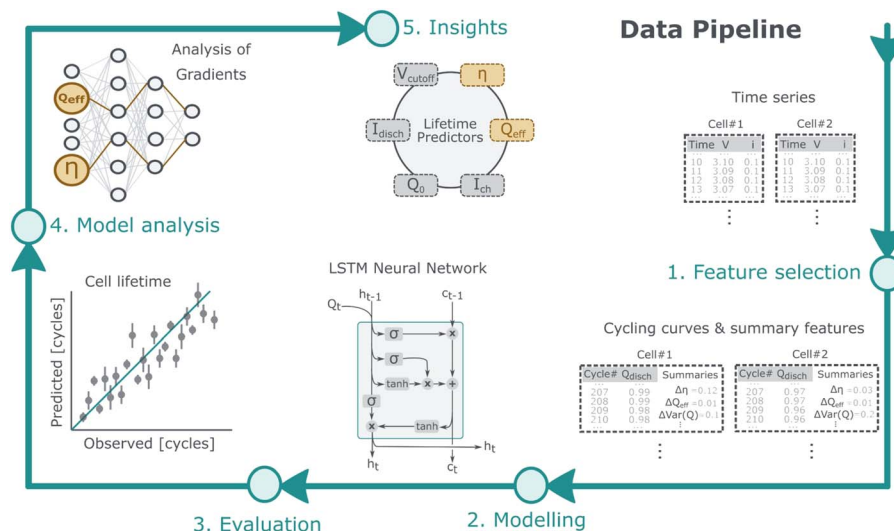 Data Pipeline
Time series
Cell#1
Time V i
10 3.10 0.1
11 3.09 0.1
12 3.08 0.1
13 3.07 0.1
Cell#2
Time V i
10 3.10 0.1
11 3.09 0.1
12 3.08 0.1
13 3.07 0.1
1. Feature selection
Cycling curves & summary features
Cell#1
Cycle# Q_disch Summaries
207 0.99 Δη =0.12
208 0.99 ΔQ_eff =0.01
209 0.98 ΔVar(Q) =0.1
210 0.98
Cell#2
Cycle# Q_disch Summaries
207 0.97 Δη =0.03
208 0.97 ΔQ_eff =0.01
209 0.96 ΔVar(Q) =0.2
210 0.96
2. Modelling
LSTM Neural Network
h_t-1 c_t-1
Q_t
σ ×
σ
tanh × +
σ
× tanh
h_t
h_t c_t
3. Evaluation
Cell lifetime
Predicted [cycles]
Observed [cycles]
4. Model analysis
Analysis of
Gradients
Q_eff
η
5. Insights
V_cutoff η
I_disch Lifetime Predictors Q_eff
Q_0 I_ch